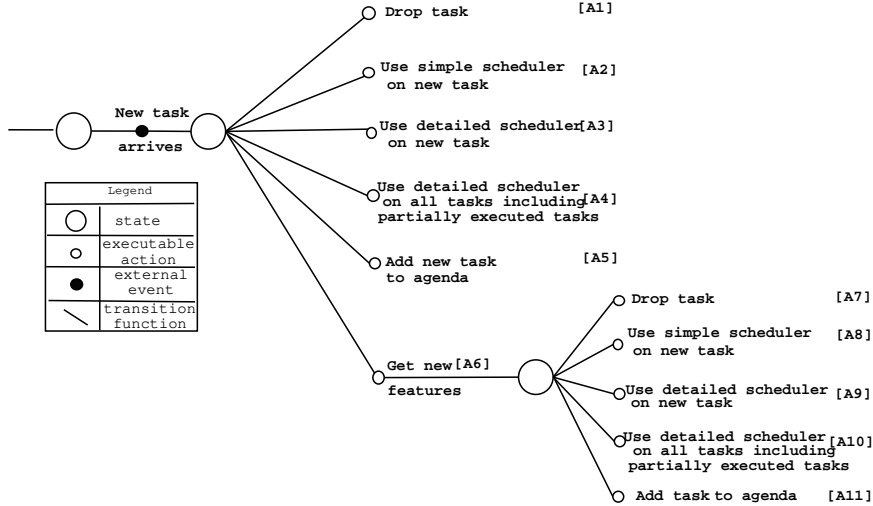 Drop task [A1]
Use simple scheduler [A2]
on new task
New task
arrives
Use detailed scheduler[A3]
on new task
Use detailed scheduler
on all tasks including[A4]
partially executed tasks
Add new task [A5]
to agenda
Legend
state
executable
action
external
event
transition
function
Get new[A6]
features
Drop task [A7]
Use simple scheduler [A8]
on new task
Use detailed scheduler [A9]
on new task
Use detailed scheduler[A10]
on all tasks including
partially executed tasks
Add task to agenda [A11]